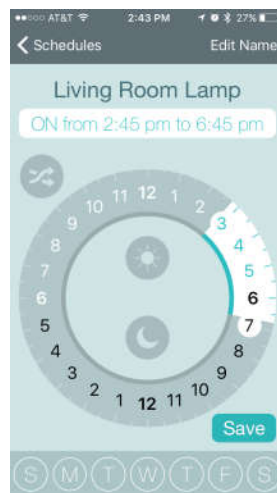 AT&T 2:43 PM 27%
Schedules Edit Name
Living Room Lamp
ON from 2:45 pm to 6:45 pm
12 1 2 3 4 5 6 7 8 9 10 11 12 1 2 3 4 5 6 7 8 9 10 11
Save
S M T W T F S